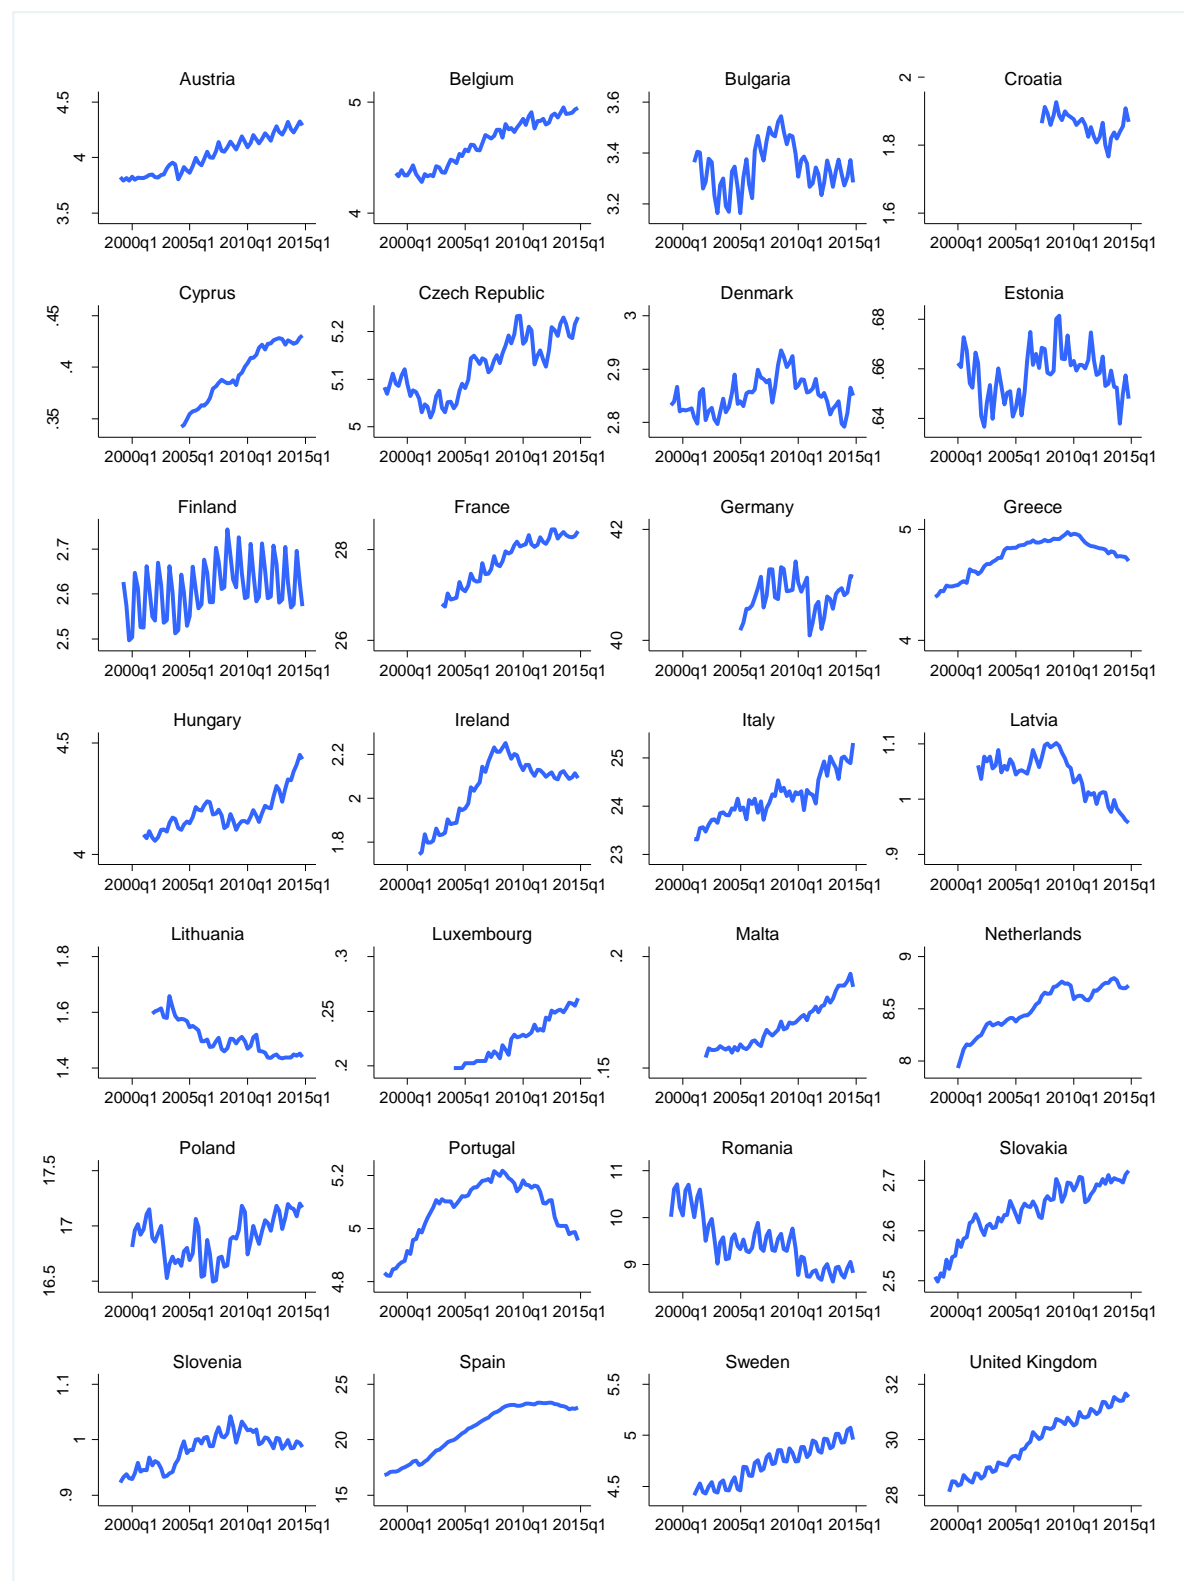 Austria
4.5
4
3.5
2000q1 2005q1 2010q1 2015q1
Belgium
5
4
2000q1 2005q1 2010q1 2015q1
Bulgaria
3.6
3.4
3.2
2000q1 2005q1 2010q1 2015q1
Croatia
2
1.8
1.6
2000q1 2005q1 2010q1 2015q1
Cyprus
.45
.4
.35
2000q1 2005q1 2010q1 2015q1
Czech Republic
5.2
5.1
5
2000q1 2005q1 2010q1 2015q1
Denmark
3
2.9
2.8
2000q1 2005q1 2010q1 2015q1
Estonia
.68
.66
.64
2000q1 2005q1 2010q1 2015q1
Finland
2.7
2.6
2.5
2000q1 2005q1 2010q1 2015q1
France
28
26
2000q1 2005q1 2010q1 2015q1
Germany
42
40
2000q1 2005q1 2010q1 2015q1
Greece
5
4
2000q1 2005q1 2010q1 2015q1
Hungary
4.5
4
2000q1 2005q1 2010q1 2015q1
Ireland
2.2
2
1.8
2000q1 2005q1 2010q1 2015q1
Italy
25
24
23
2000q1 2005q1 2010q1 2015q1
Latvia
1.1
1
.9
2000q1 2005q1 2010q1 2015q1
Lithuania
1.8
1.6
1.4
2000q1 2005q1 2010q1 2015q1
Luxembourg
.3
.25
.2
2000q1 2005q1 2010q1 2015q1
Malta
.2
.15
2000q1 2005q1 2010q1 2015q1
Netherlands
9
8.5
8
2000q1 2005q1 2010q1 2015q1
Poland
17.5
17
16.5
2000q1 2005q1 2010q1 2015q1
Portugal
5.2
5
4.8
2000q1 2005q1 2010q1 2015q1
Romania
11
10
9
2000q1 2005q1 2010q1 2015q1
Slovakia
2.7
2.6
2.5
2000q1 2005q1 2010q1 2015q1
Slovenia
1.1
1
.9
2000q1 2005q1 2010q1 2015q1
Spain
25
20
15
2000q1 2005q1 2010q1 2015q1
Sweden
5.5
5
4.5
2000q1 2005q1 2010q1 2015q1
United Kingdom
32
30
28
2000q1 2005q1 2010q1 2015q1